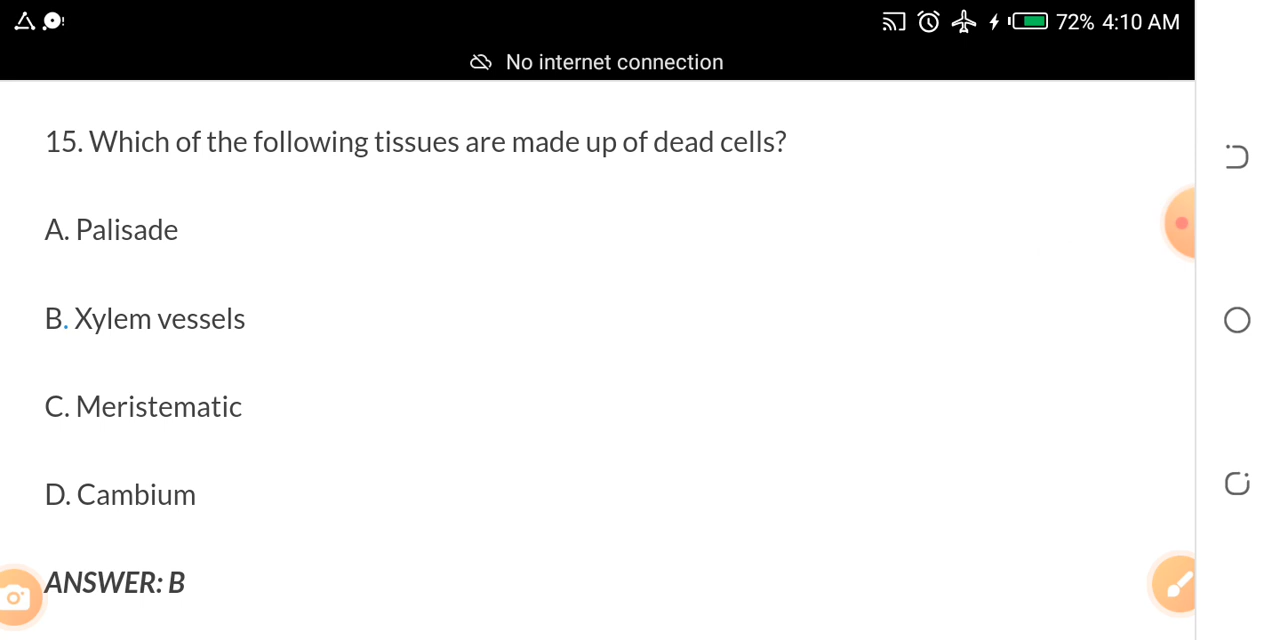 72% 4:10 AM
No internet connection
15. Which of the following tissues are made up of dead cells?
A. Palisade
B. Xylem vessels
C. Meristematic
D. Cambium
ANSWER: B